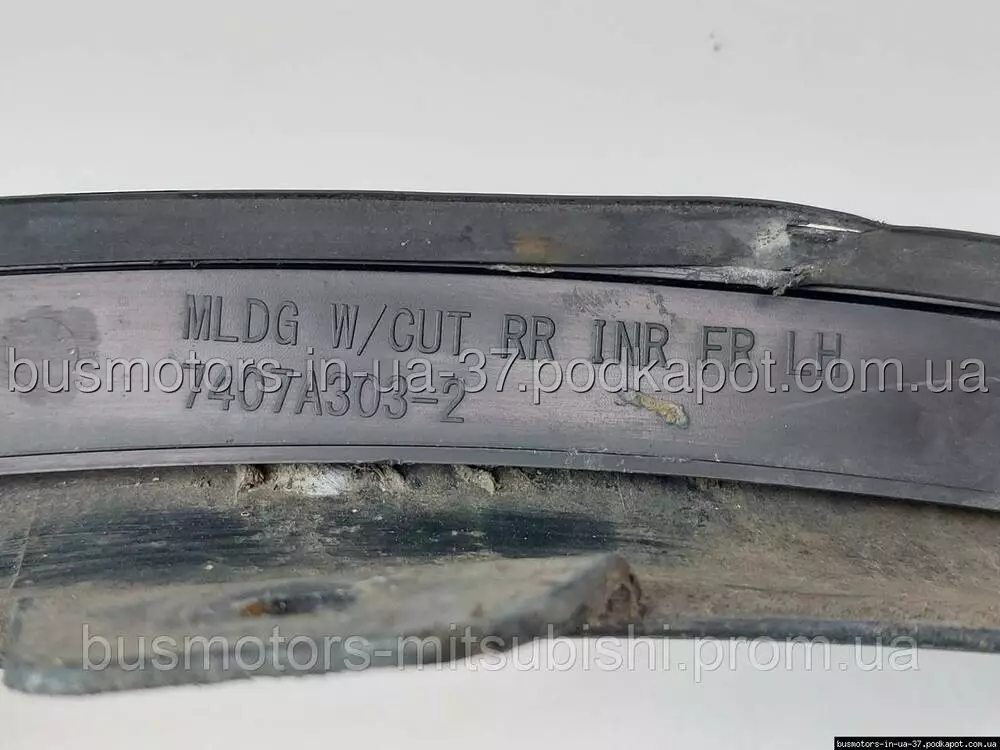 MLDG W/CUT RR INR FR LH
busmotors-in-ua-37.podkapot.com.ua
7407A303-2
busmotors-mitsubishi.prom.ua
busmotors-in-ua-37.podkapot.com.ua